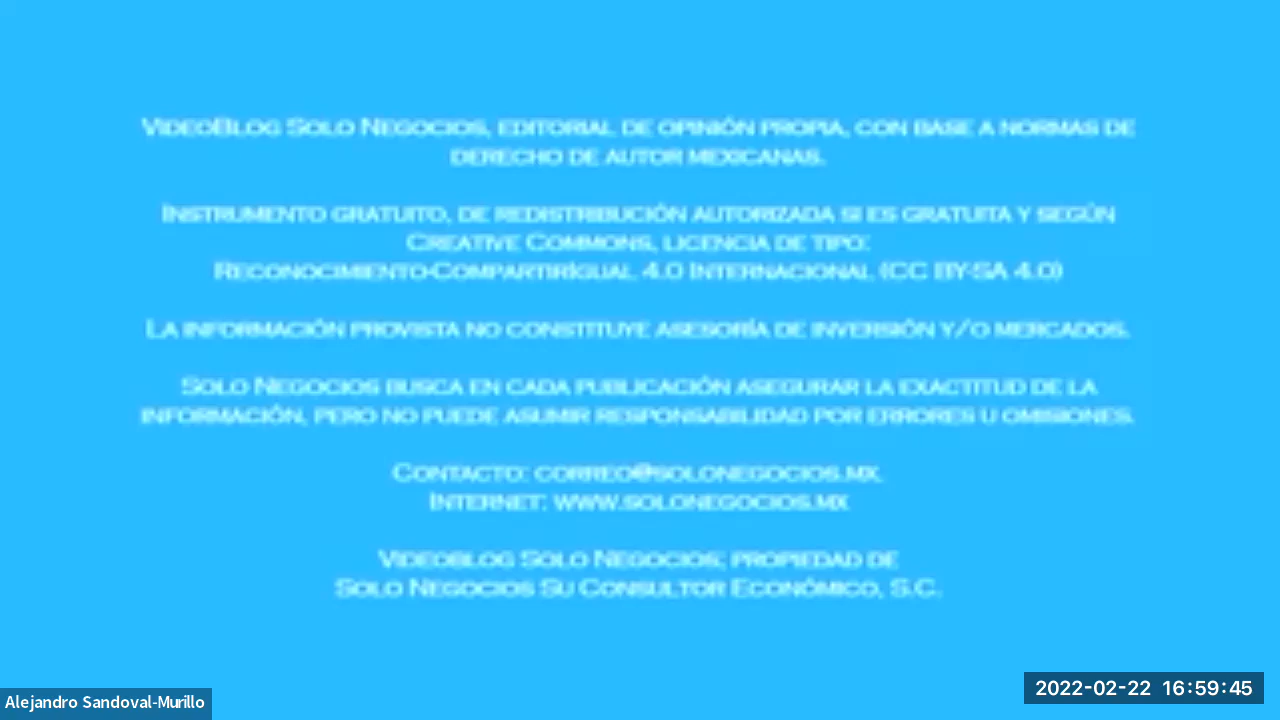 VideoBlog Solo Negocios, editorial de opinión propia, con base a normas de
derecho de autor mexicanas.
Instrumento gratuito, de redistribución autorizada si es gratuita y según
Creative Commons, licencia de tipo:
Reconocimiento-CompartirIgual 4.0 Internacional (CC BY-SA 4.0)
La información provista no constituye asesoría de inversión y/o mercados.
Solo Negocios busca en cada publicación asegurar la exactitud de la
información, pero no puede asumir responsabilidad por errores u omisiones.
Contacto: correo@solonegocios.mx.
Internet: www.solonegocios.mx
Videoblog Solo Negocios; propiedad de
Solo Negocios Su Consultor Económico, S.C.
Alejandro Sandoval-Murillo
2022-02-22 16:59:45